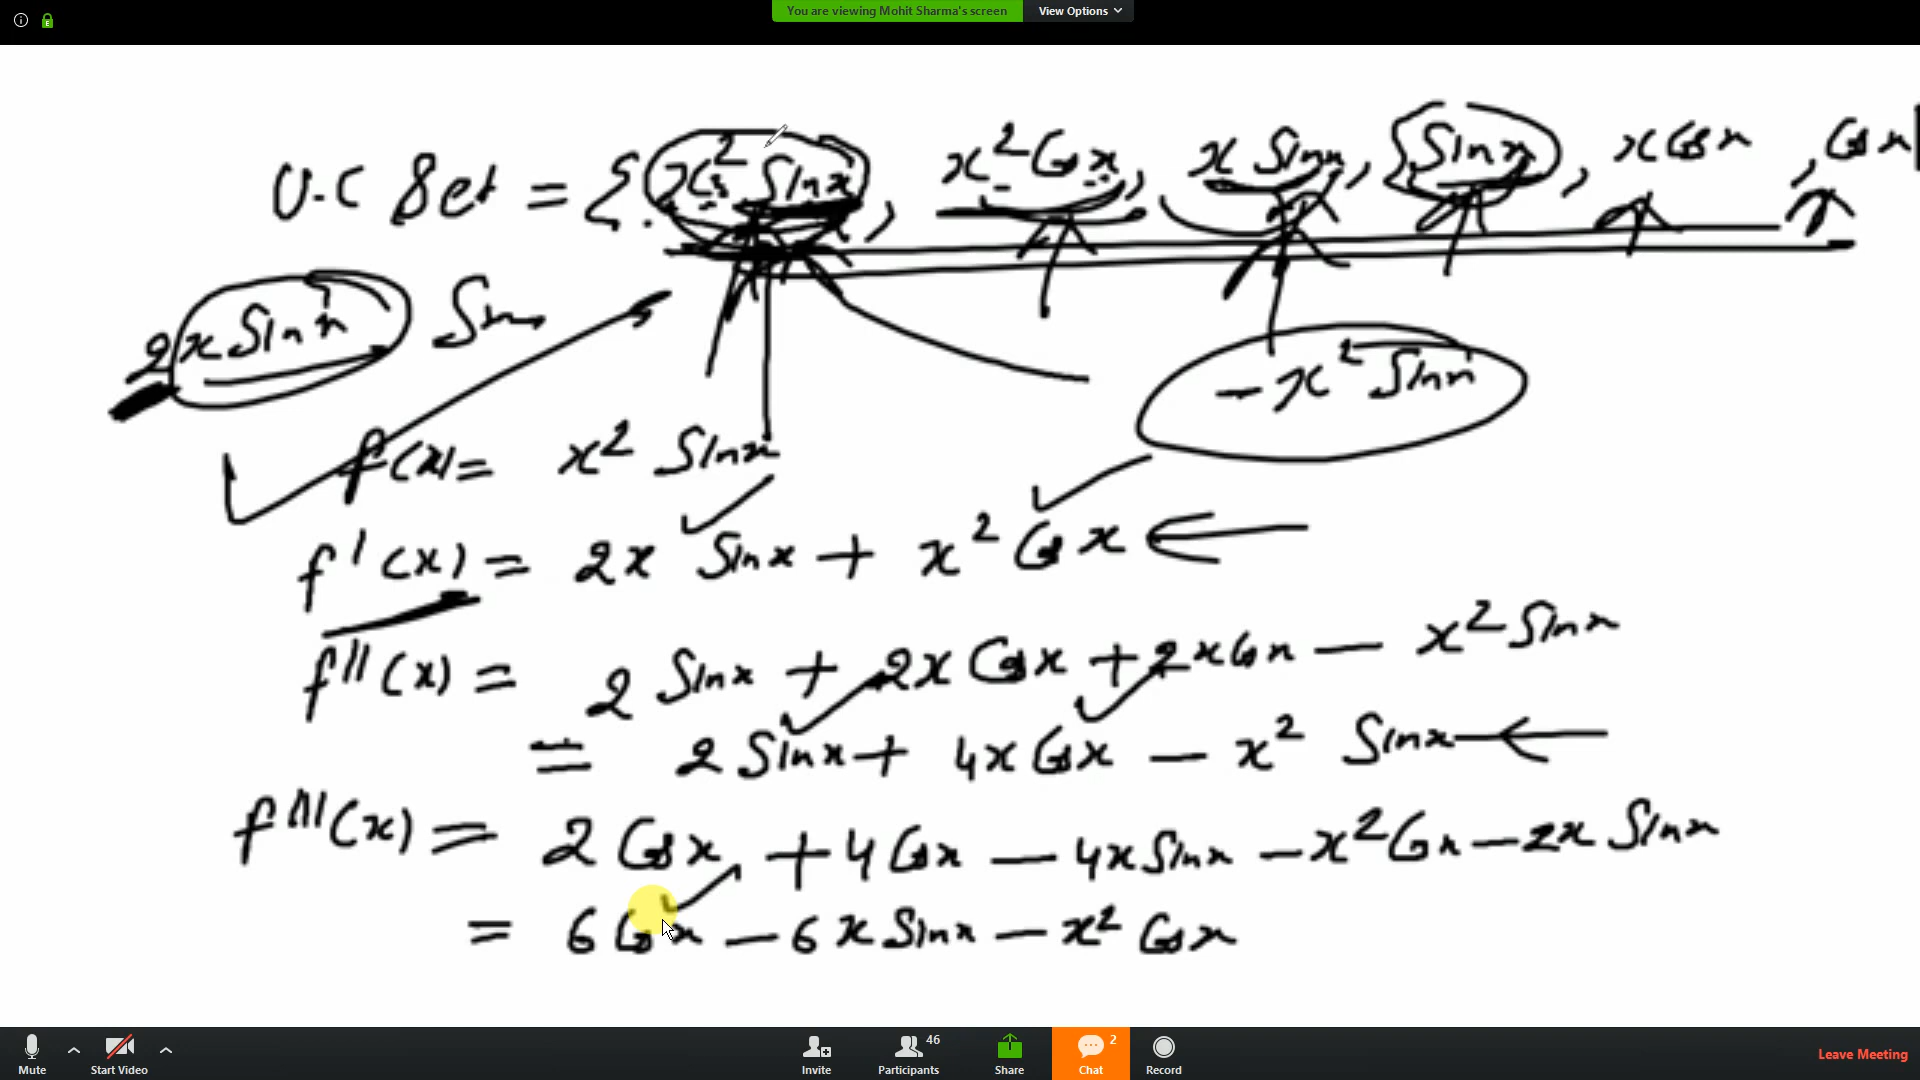 You are viewing Mohit Sharma's screen View Options
U.C Set = { x² Sinx , x² Cosx , x Sinx , Sinx , x Cosx , Cosx
2x Sinx Sin
- x² Sinx
f(x) = x² Sinx
f'(x) = 2x Sinx + x² Cosx
f''(x) = 2 Sinx + 2x Cosx + 2x Cosx - x² Sinx
= 2 Sinx + 4x Cosx - x² Sinx
f'''(x) = 2 Cosx + 4 Cosx - 4x Sinx - x² Cosx - 2x Sinx
= 6 Cosx - 6x Sinx - x² Cosx
Mute Start Video Invite Participants 46 Share Chat 2 Record Leave Meeting